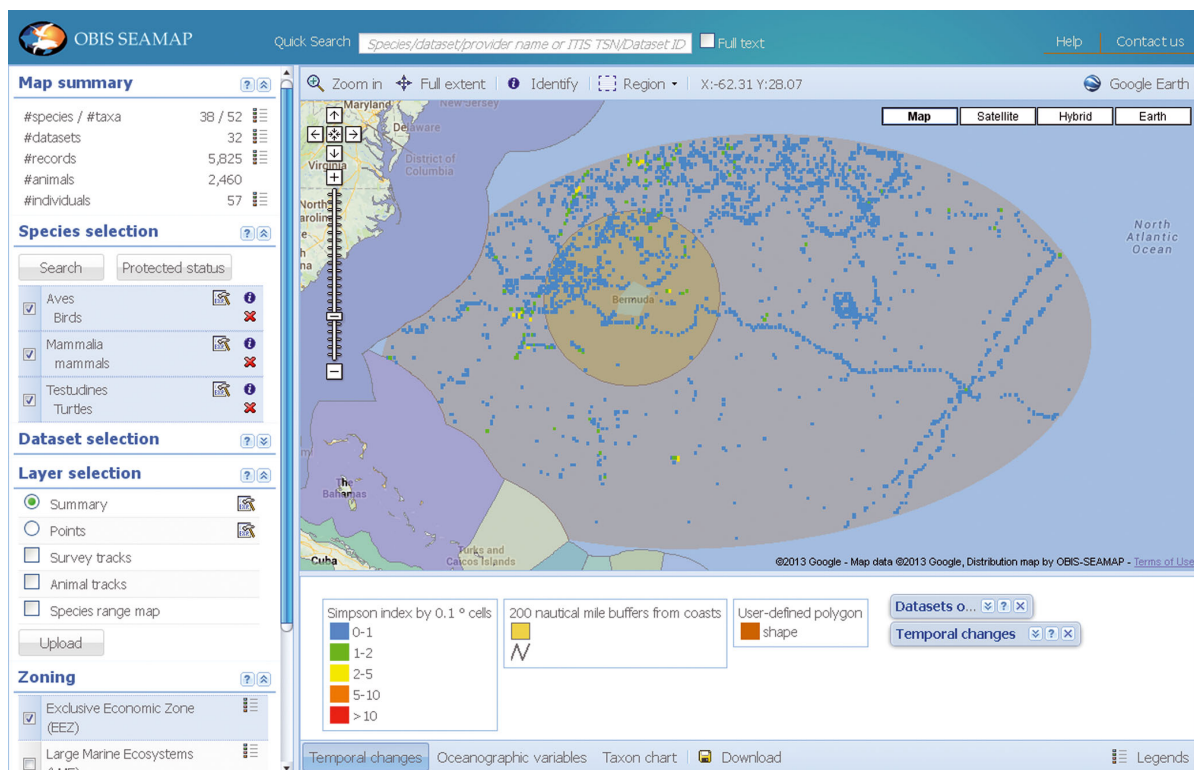 OBIS SEAMAP
Quick Search
Species/dataset/provider name or ITIS TSN/Dataset ID
Full text
Help
Contact us
Map summary
#species / #taxa 38 / 52
#datasets 32
#records 5,825
#animals 2,460
#individuals 57
Species selection
Search
Protected status
Aves
Birds
Mammalia
mammals
Testudines
Turtles
Dataset selection
Layer selection
Summary
Points
Survey tracks
Animal tracks
Species range map
Upload
Zoning
Exclusive Economic Zone
(EEZ)
Large Marine Ecosystems
Zoom in
Full extent
Identify
Region
X:-62.31 Y:28.07
Google Earth
Map
Satellite
Hybrid
Earth
Maryland
New Jersey
Delaware
District of
Columbia
Virginia
North
Bermuda
North
Atlantic
Ocean
The
Bahamas
Cuba
Turks and
Caicos Islands
©2013 Google - Map data ©2013 Google, Distribution map by OBIS-SEAMAP - Terms of Use
Simpson index by 0.1 º cells
0-1
1-2
2-5
5-10
>10
200 nautical mile buffers from coasts
User-defined polygon
shape
Datasets o...
Temporal changes
Temporal changes
Oceanographic variables
Taxon chart
Download
Legends